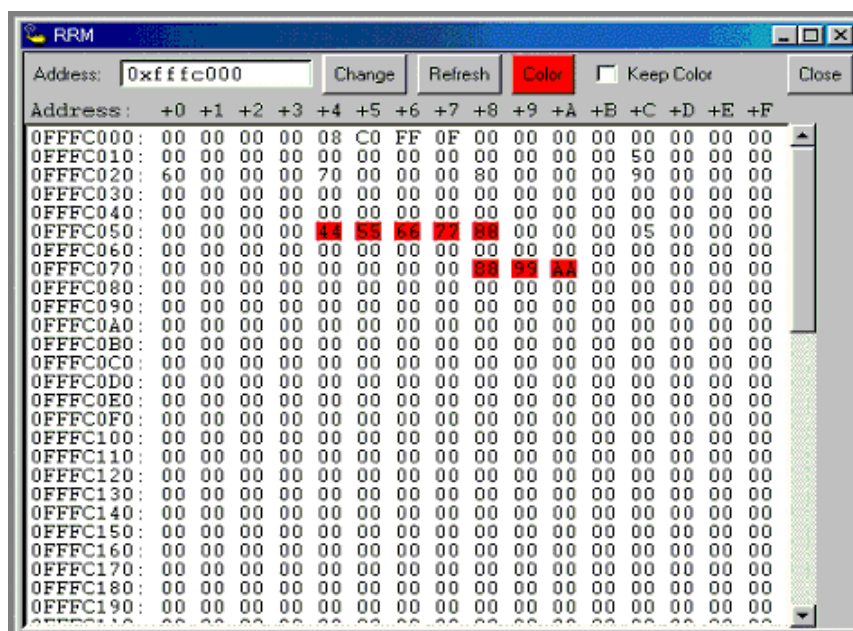 RRM
Address: 0xfffc000 Change Refresh Color Keep Color Close
Address: +0 +1 +2 +3 +4 +5 +6 +7 +8 +9 +A +B +C +D +E +F
0FFFC000: 00 00 00 00 08 C0 FF 0F 00 00 00 00 00 00 00 00
0FFFC010: 00 00 00 00 00 00 00 00 00 00 00 00 50 00 00 00
0FFFC020: 60 00 00 00 70 00 00 00 80 00 00 00 90 00 00 00
0FFFC030: 00 00 00 00 00 00 00 00 00 00 00 00 00 00 00 00
0FFFC040: 00 00 00 00 00 00 00 00 00 00 00 00 00 00 00 00
0FFFC050: 00 00 00 00 44 55 66 77 88 00 00 00 05 00 00 00
0FFFC060: 00 00 00 00 00 00 00 00 00 00 00 00 00 00 00 00
0FFFC070: 00 00 00 00 00 00 00 00 88 99 AA 00 00 00 00 00
0FFFC080: 00 00 00 00 00 00 00 00 00 00 00 00 00 00 00 00
0FFFC090: 00 00 00 00 00 00 00 00 00 00 00 00 00 00 00 00
0FFFC0A0: 00 00 00 00 00 00 00 00 00 00 00 00 00 00 00 00
0FFFC0B0: 00 00 00 00 00 00 00 00 00 00 00 00 00 00 00 00
0FFFC0C0: 00 00 00 00 00 00 00 00 00 00 00 00 00 00 00 00
0FFFC0D0: 00 00 00 00 00 00 00 00 00 00 00 00 00 00 00 00
0FFFC0E0: 00 00 00 00 00 00 00 00 00 00 00 00 00 00 00 00
0FFFC0F0: 00 00 00 00 00 00 00 00 00 00 00 00 00 00 00 00
0FFFC100: 00 00 00 00 00 00 00 00 00 00 00 00 00 00 00 00
0FFFC110: 00 00 00 00 00 00 00 00 00 00 00 00 00 00 00 00
0FFFC120: 00 00 00 00 00 00 00 00 00 00 00 00 00 00 00 00
0FFFC130: 00 00 00 00 00 00 00 00 00 00 00 00 00 00 00 00
0FFFC140: 00 00 00 00 00 00 00 00 00 00 00 00 00 00 00 00
0FFFC150: 00 00 00 00 00 00 00 00 00 00 00 00 00 00 00 00
0FFFC160: 00 00 00 00 00 00 00 00 00 00 00 00 00 00 00 00
0FFFC170: 00 00 00 00 00 00 00 00 00 00 00 00 00 00 00 00
0FFFC180: 00 00 00 00 00 00 00 00 00 00 00 00 00 00 00 00
0FFFC190: 00 00 00 00 00 00 00 00 00 00 00 00 00 00 00 00